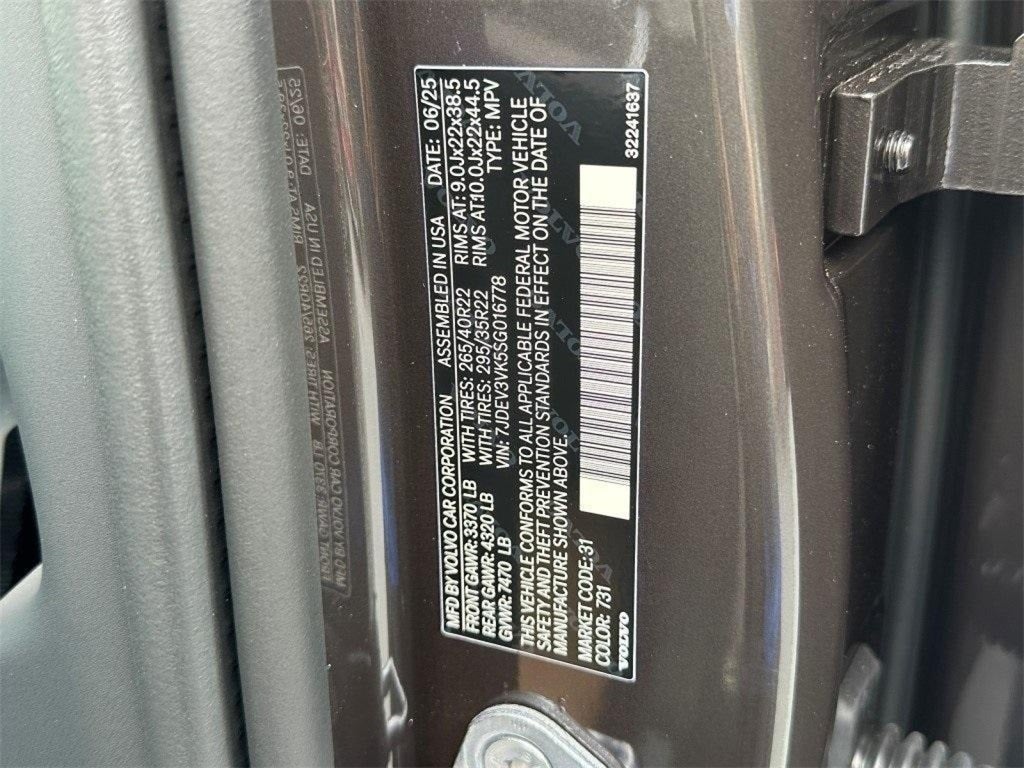 MFD BY VOLVO CAR CORPORATION ASSEMBLED IN USA DATE: 06/25
FRONT GAWR: 3370 LB WITH TIRES: 265/40R22 RIMS AT: 9.0Jx22x38.5
REAR GAWR: 4320 LB WITH TIRES: 295/35R22 RIMS AT:10.0Jx22x44.5
GVWR: 7470 LB VIN: 7JDEV3VK5SG016778 TYPE: MPV
THIS VEHICLE CONFORMS TO ALL APPLICABLE FEDERAL MOTOR VEHICLE
SAFETY AND THEFT PREVENTION STANDARDS IN EFFECT ON THE DATE OF
MANUFACTURE SHOWN ABOVE.
MARKET CODE:31
COLOR: 731
VOLVO
32241637